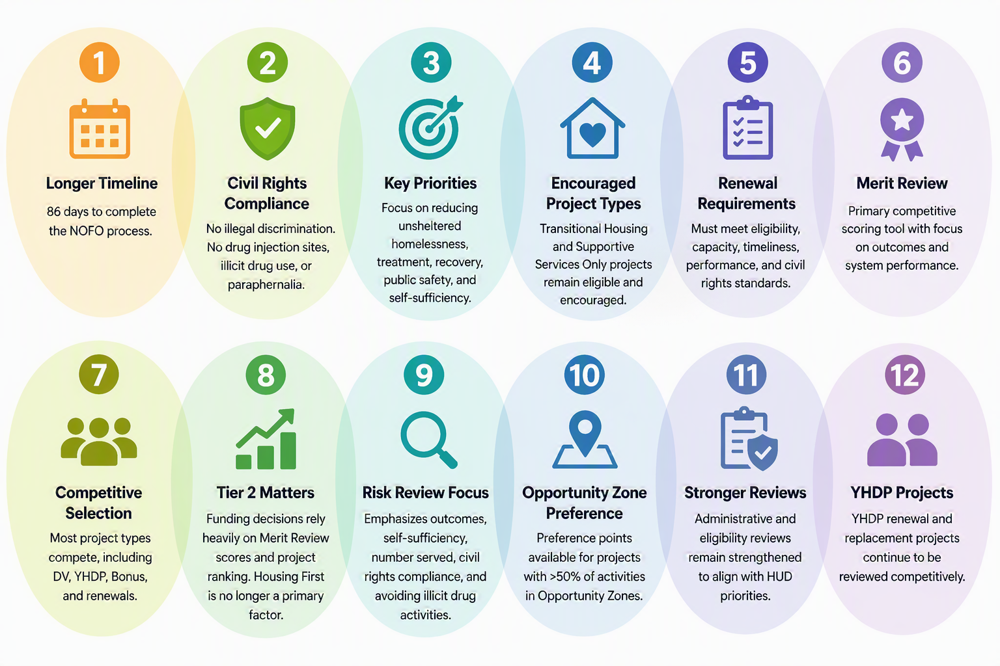 1
Longer Timeline
86 days to complete
the NOFO process.
2
Civil Rights
Compliance
No illegal discrimination.
No drug injection sites,
illicit drug use, or
paraphernalia.
3
Key Priorities
Focus on reducing
unsheltered
homelessness,
treatment, recovery,
public safety, and
self-sufficiency.
4
Encouraged
Project Types
Transitional Housing
and Supportive
Services Only projects
remain eligible and
encouraged.
5
Renewal
Requirements
Must meet eligibility,
capacity, timeliness,
performance, and civil
rights standards.
6
Merit Review
Primary competitive
scoring tool with focus
on outcomes and
system performance.
7
Competitive
Selection
Most project types
compete, including
DV, YHDP, Bonus,
and renewals.
8
Tier 2 Matters
Funding decisions rely
heavily on Merit Review
scores and project
ranking. Housing First
is no longer a primary
factor.
9
Risk Review Focus
Emphasizes outcomes,
self-sufficiency,
number served, civil
rights compliance, and
avoiding illicit drug
activities.
10
Opportunity Zone
Preference
Preference points
available for projects
with >50% of activities
in Opportunity Zones.
11
Stronger Reviews
Administrative and
eligibility reviews
remain strengthened
to align with HUD
priorities.
12
YHDP Projects
YHDP renewal and
replacement projects
continue to be
reviewed competitively.